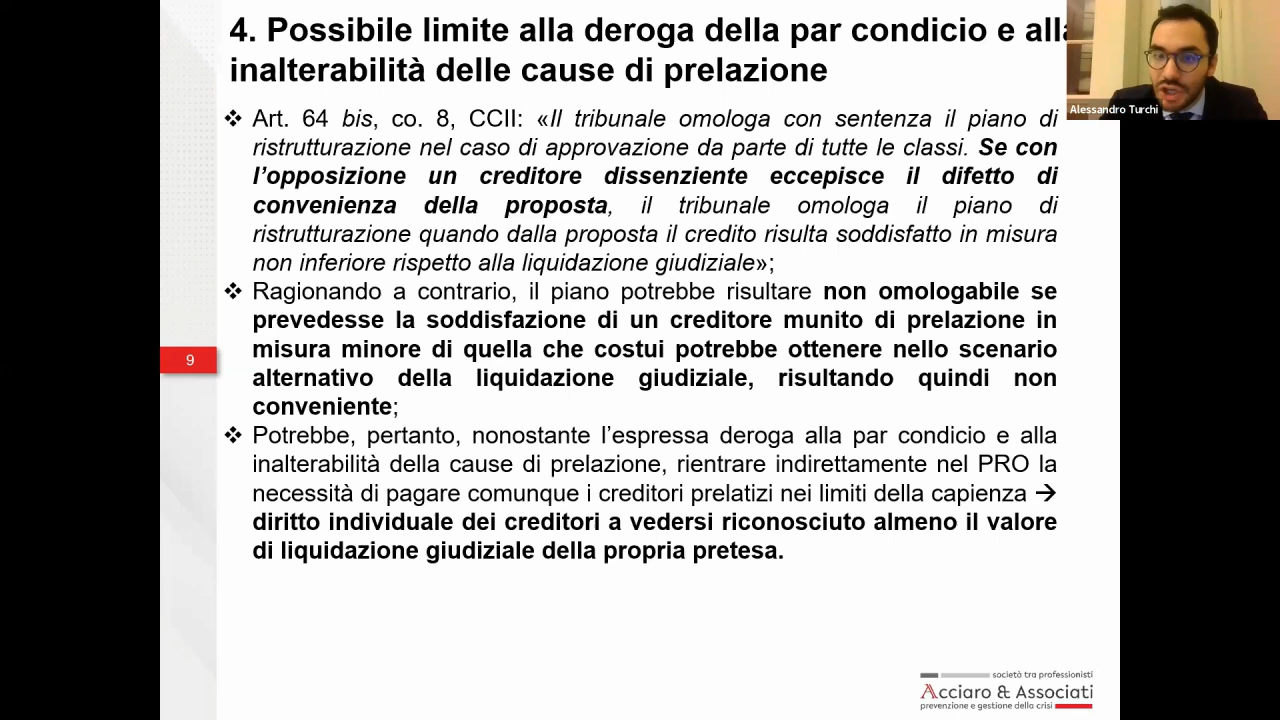 4. Possibile limite alla deroga della par condicio e alla
inalterabilità delle cause di prelazione
Alessandro Turchi
❖ Art. 64 bis, co. 8, CCII: «Il tribunale omologa con sentenza il piano di
ristrutturazione nel caso di approvazione da parte di tutte le classi. Se con
l’opposizione un creditore dissenziente eccepisce il difetto di
convenienza della proposta, il tribunale omologa il piano di
ristrutturazione quando dalla proposta il credito risulta soddisfatto in misura
non inferiore rispetto alla liquidazione giudiziale»;
❖ Ragionando a contrario, il piano potrebbe risultare non omologabile se
prevedesse la soddisfazione di un creditore munito di prelazione in
misura minore di quella che costui potrebbe ottenere nello scenario
alternativo della liquidazione giudiziale, risultando quindi non
conveniente;
❖ Potrebbe, pertanto, nonostante l’espressa deroga alla par condicio e alla
inalterabilità della cause di prelazione, rientrare indirettamente nel PRO la
necessità di pagare comunque i creditori prelatizi nei limiti della capienza →
diritto individuale dei creditori a vedersi riconosciuto almeno il valore
di liquidazione giudiziale della propria pretesa.
9
società tra professionisti
Acciaro & Associati
prevenzione e gestione della crisi